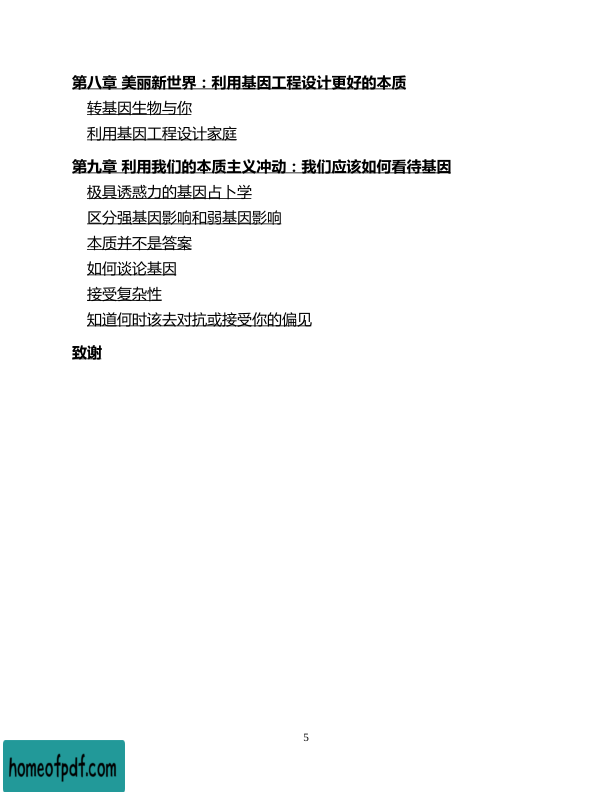 第八章 美丽新世界：利用基因工程设计更好的本质
转基因生物与你
利用基因工程设计家庭
第九章 利用我们的本质主义冲动：我们应该如何看待基因
极具诱惑力的基因占卜学
区分强基因影响和弱基因影响
本质并不是答案
如何谈论基因
接受复杂性
知道何时该去对抗或接受你的偏见
致谢
5
homeofpdf.com